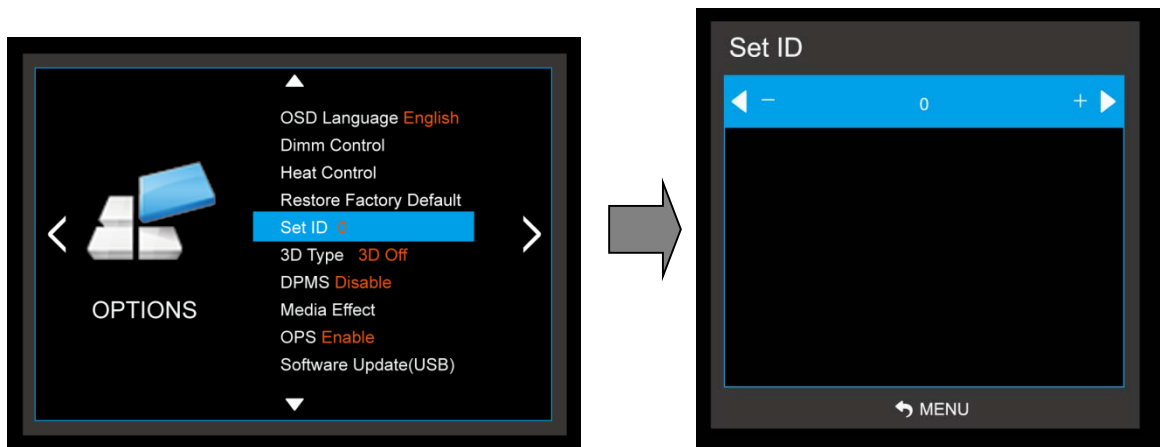 OSD Language English
Dimm Control
Heat Control
Restore Factory Default
Set ID 0
3D Type 3D Off
DPMS Disable
OPTIONS
Media Effect
OPS Enable
Software Update(USB)
Set ID
− 0 +
MENU